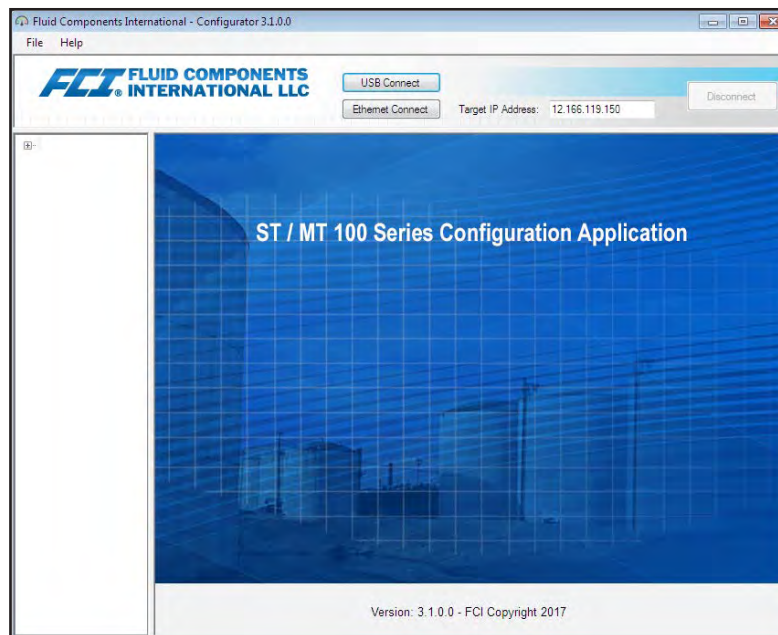 Fluid Components International - Configurator 3.1.0.0
File Help
FCI® FLUID COMPONENTS
INTERNATIONAL LLC
USB Connect
Ethernet Connect
Target IP Address: 12.166.119.150
Disconnect
ST / MT 100 Series Configuration Application
Version: 3.1.0.0 - FCI Copyright 2017